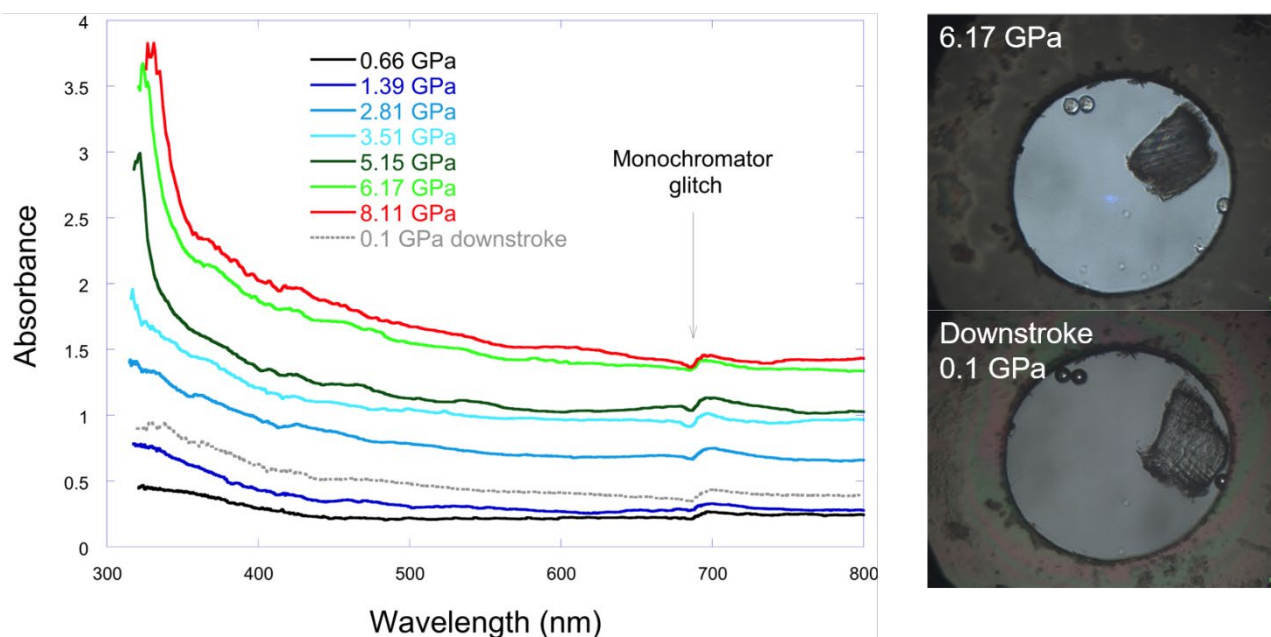 4
3.5
3
2.5
2
1.5
1
0.5
0
Absorbance
0.66 GPa
1.39 GPa
2.81 GPa
3.51 GPa
5.15 GPa
6.17 GPa
8.11 GPa
0.1 GPa downstroke
Monochromator
glitch
300
400
500
600
700
800
Wavelength (nm)
6.17 GPa
Downstroke
0.1 GPa